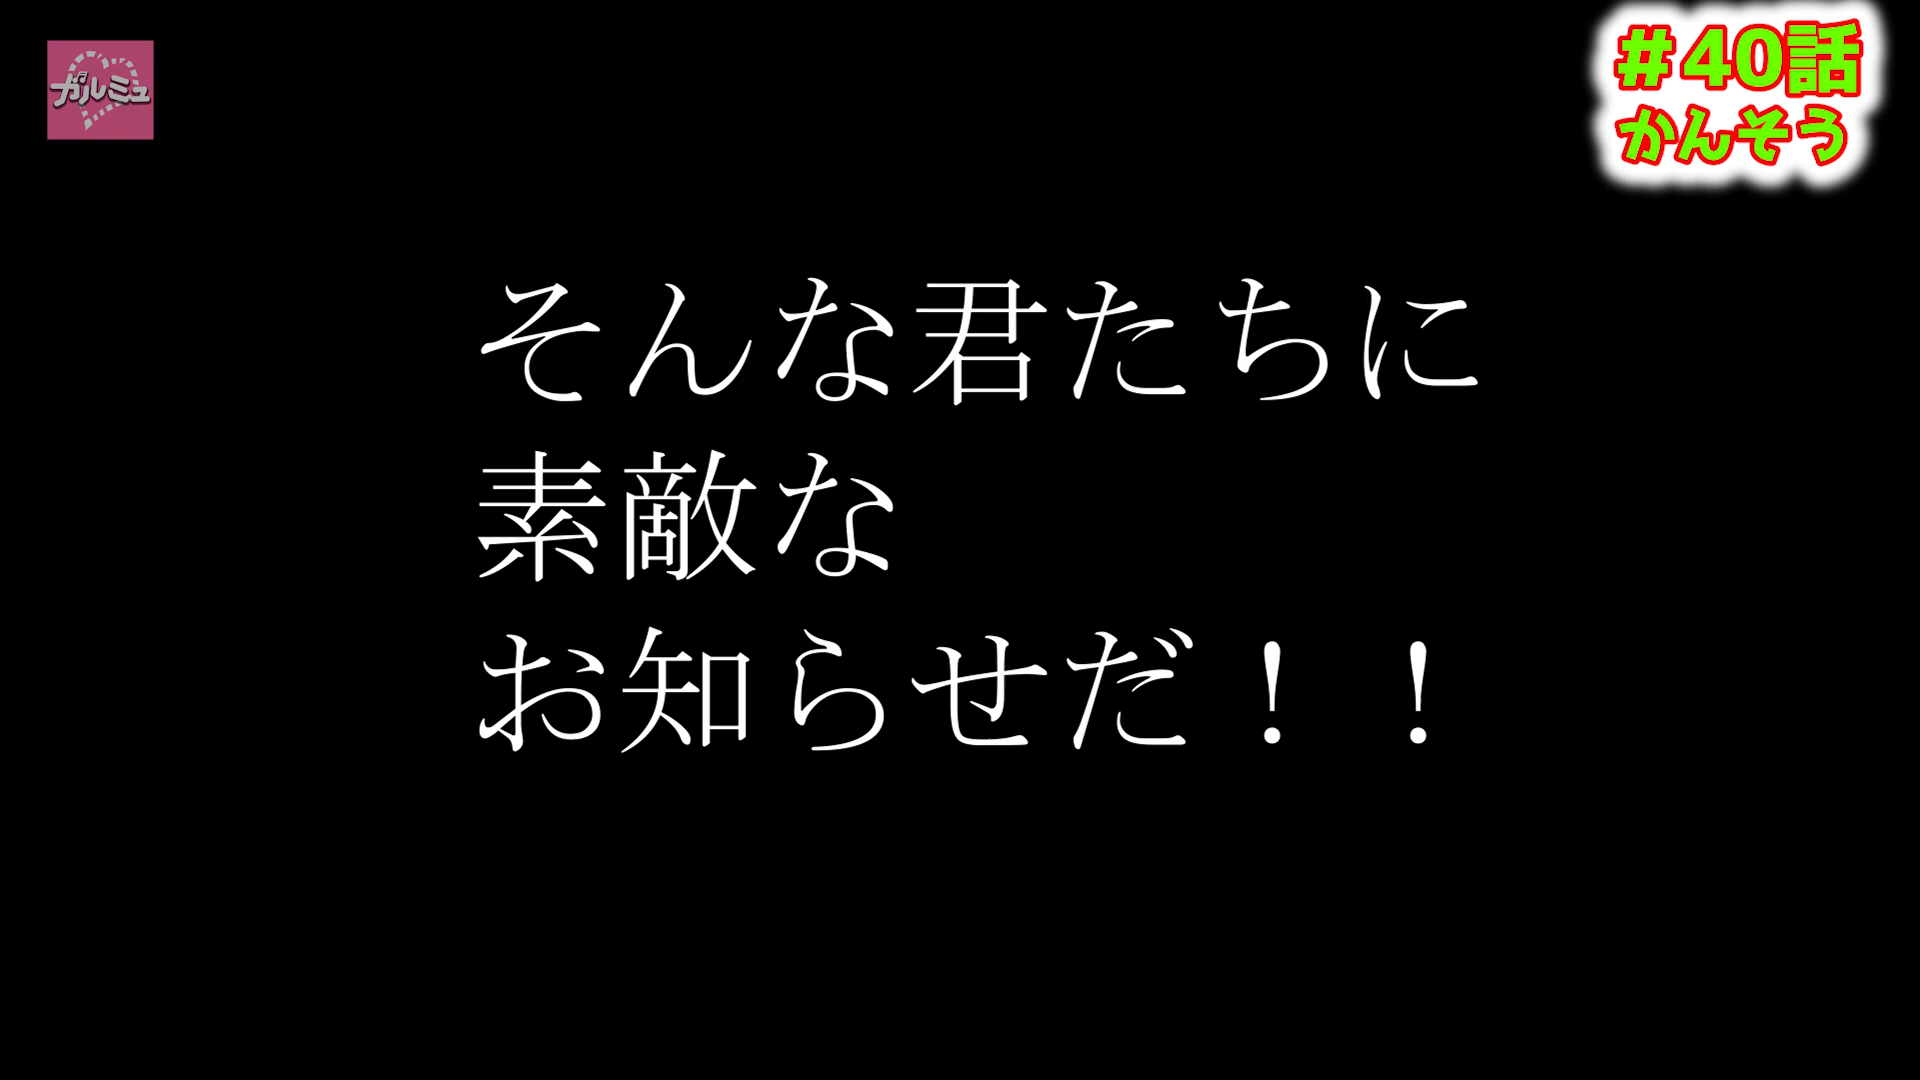 ガルミュ
#40話
かんそう
そんな君たちに
素敵な
お知らせだ！！